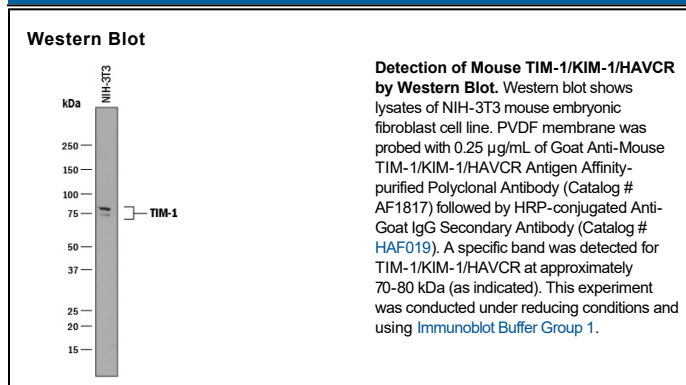 Western Blot
NIH-3T3
kDa
250
150
100
75
50
37
25
20
15
TIM-1
Detection of Mouse TIM-1/KIM-1/HAVCR
by Western Blot. Western blot shows
lysates of NIH-3T3 mouse embryonic
fibroblast cell line. PVDF membrane was
probed with 0.25 µg/mL of Goat Anti-Mouse
TIM-1/KIM-1/HAVCR Antigen Affinity-
purified Polyclonal Antibody (Catalog #
AF1817) followed by HRP-conjugated Anti-
Goat IgG Secondary Antibody (Catalog #
HAF019). A specific band was detected for
TIM-1/KIM-1/HAVCR at approximately
70-80 kDa (as indicated). This experiment
was conducted under reducing conditions and
using Immunoblot Buffer Group 1.